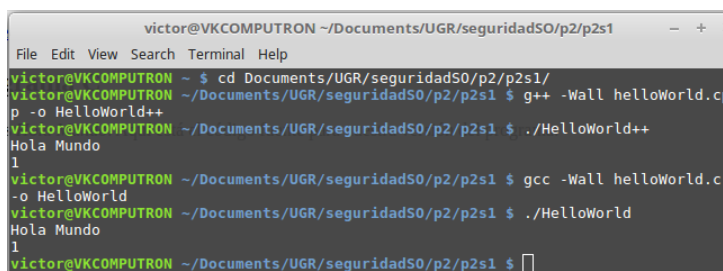 victor@VKCOMPUTRON ~/Documents/UGR/seguridadSO/p2/p2s1
File Edit View Search Terminal Help
victor@VKCOMPUTRON ~ $ cd Documents/UGR/seguridadSO/p2/p2s1/
victor@VKCOMPUTRON ~/Documents/UGR/seguridadSO/p2/p2s1 $ g++ -Wall helloWorld.cp
p -o HelloWorld++
victor@VKCOMPUTRON ~/Documents/UGR/seguridadSO/p2/p2s1 $ ./HelloWorld++
Hola Mundo
1
victor@VKCOMPUTRON ~/Documents/UGR/seguridadSO/p2/p2s1 $ gcc -Wall helloWorld.c
-o HelloWorld
victor@VKCOMPUTRON ~/Documents/UGR/seguridadSO/p2/p2s1 $ ./HelloWorld
Hola Mundo
1
victor@VKCOMPUTRON ~/Documents/UGR/seguridadSO/p2/p2s1 $